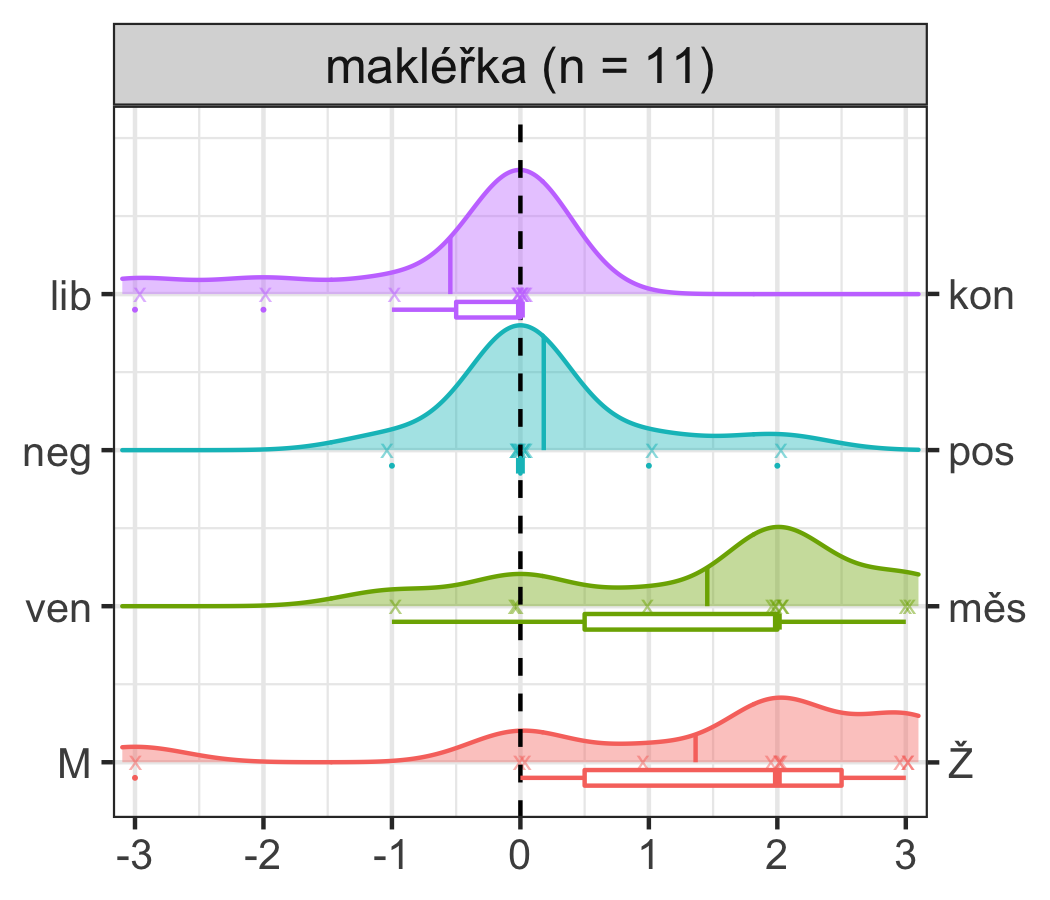 makléřka (n = 11)
lib kon
neg pos
ven měs
M Ž
-3 -2 -1 0 1 2 3